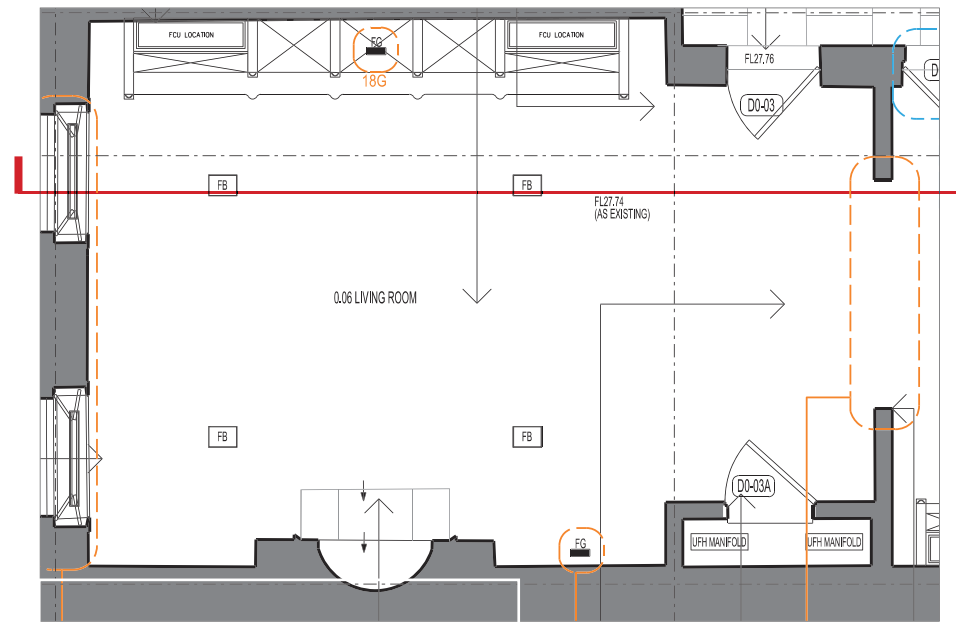 FCU LOCATION
FG
FCU LOCATION
18G
FL27.76
D
D0-03
FB
FB
FL27.74
(AS EXISTING)
0.06 LIVING ROOM
FB
FB
D0-03A
FG
UFH MANIFOLD
UFH MANIFOLD